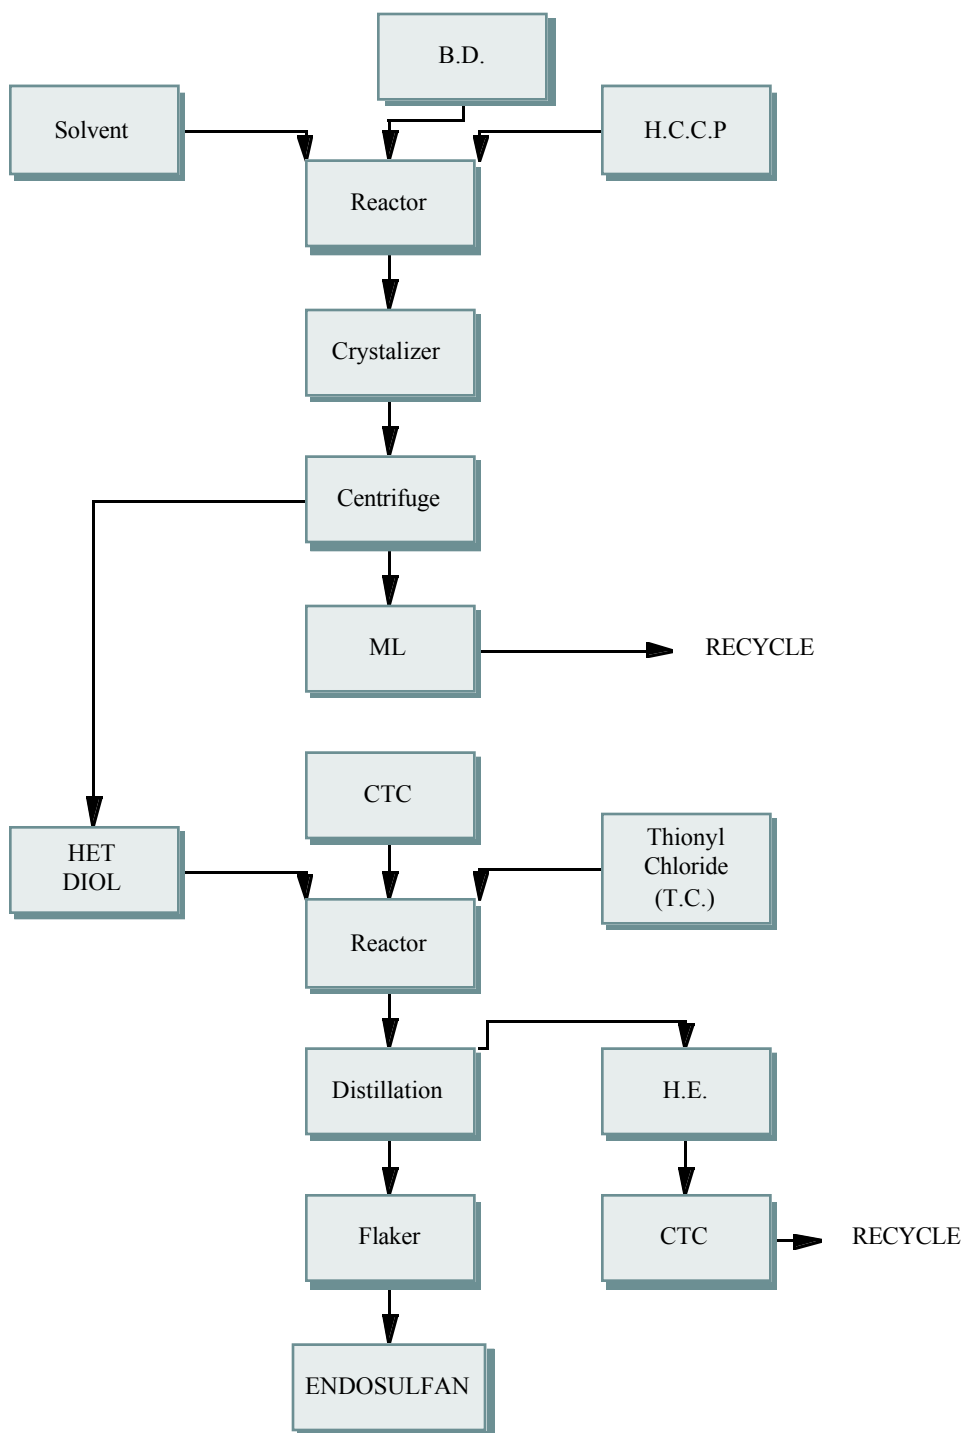 B.D.
Solvent
H.C.C.P
Reactor
Crystalizer
Centrifuge
ML
RECYCLE
CTC
HET
DIOL
Thionyl
Chloride
(T.C.)
Reactor
Distillation
H.E.
Flaker
CTC
RECYCLE
ENDOSULFAN